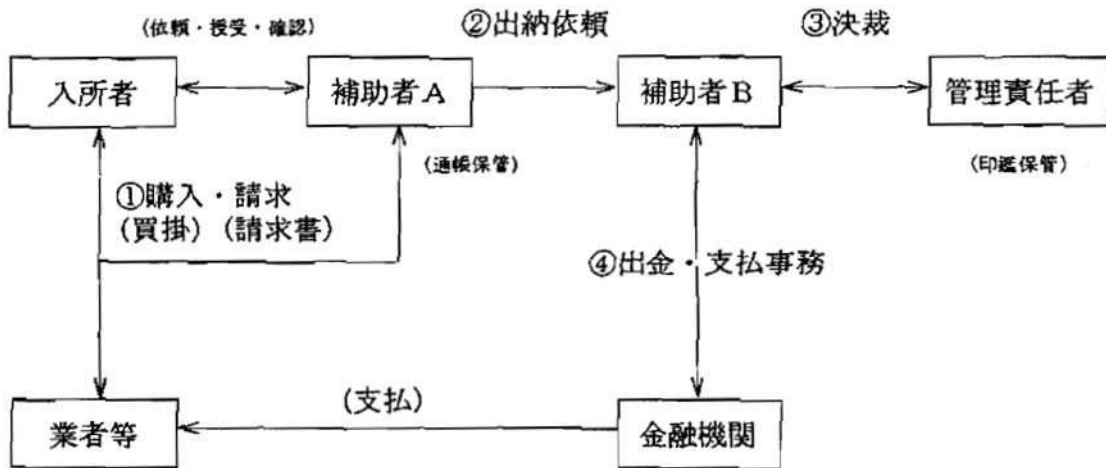 (依頼・授受・確認)
②出納依頼
③決裁
入所者
補助者A
補助者B
管理責任者
(通帳保管)
(印鑑保管)
①購入・請求
(買掛)(請求書)
④出金・支払事務
(支払)
業者等
金融機関